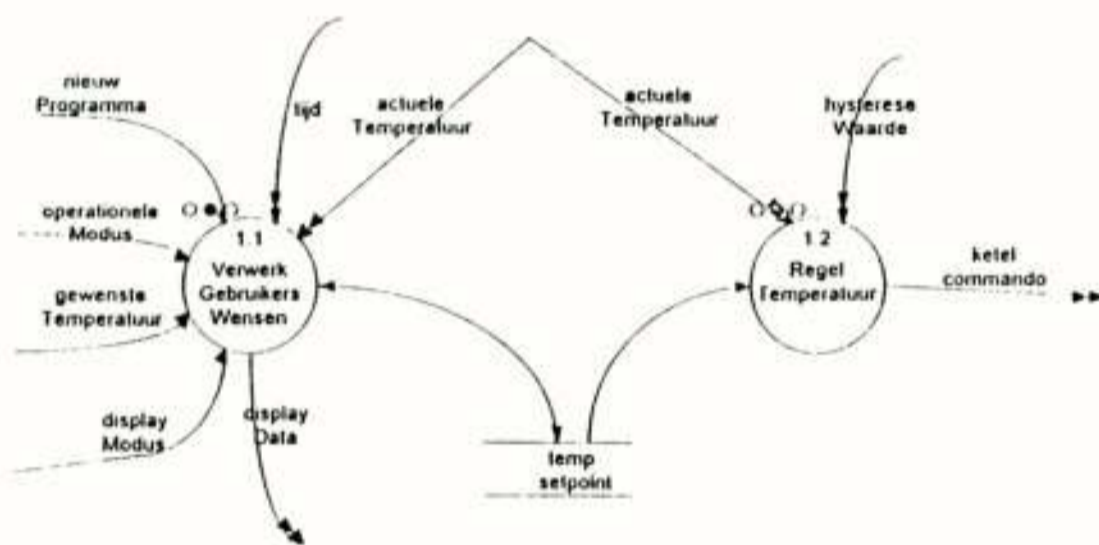 nieuw
Programma
tijd
actuele
Temperatuur
actuele
Temperatuur
hysterese
Waarde
operationele
Modus
1.1
Verwerk
Gebruikers
Wensen
1.2
Regel
Temperatuur
ketel
commando
gewenste
Temperatuur
display
Modus
display
Data
temp
setpoint